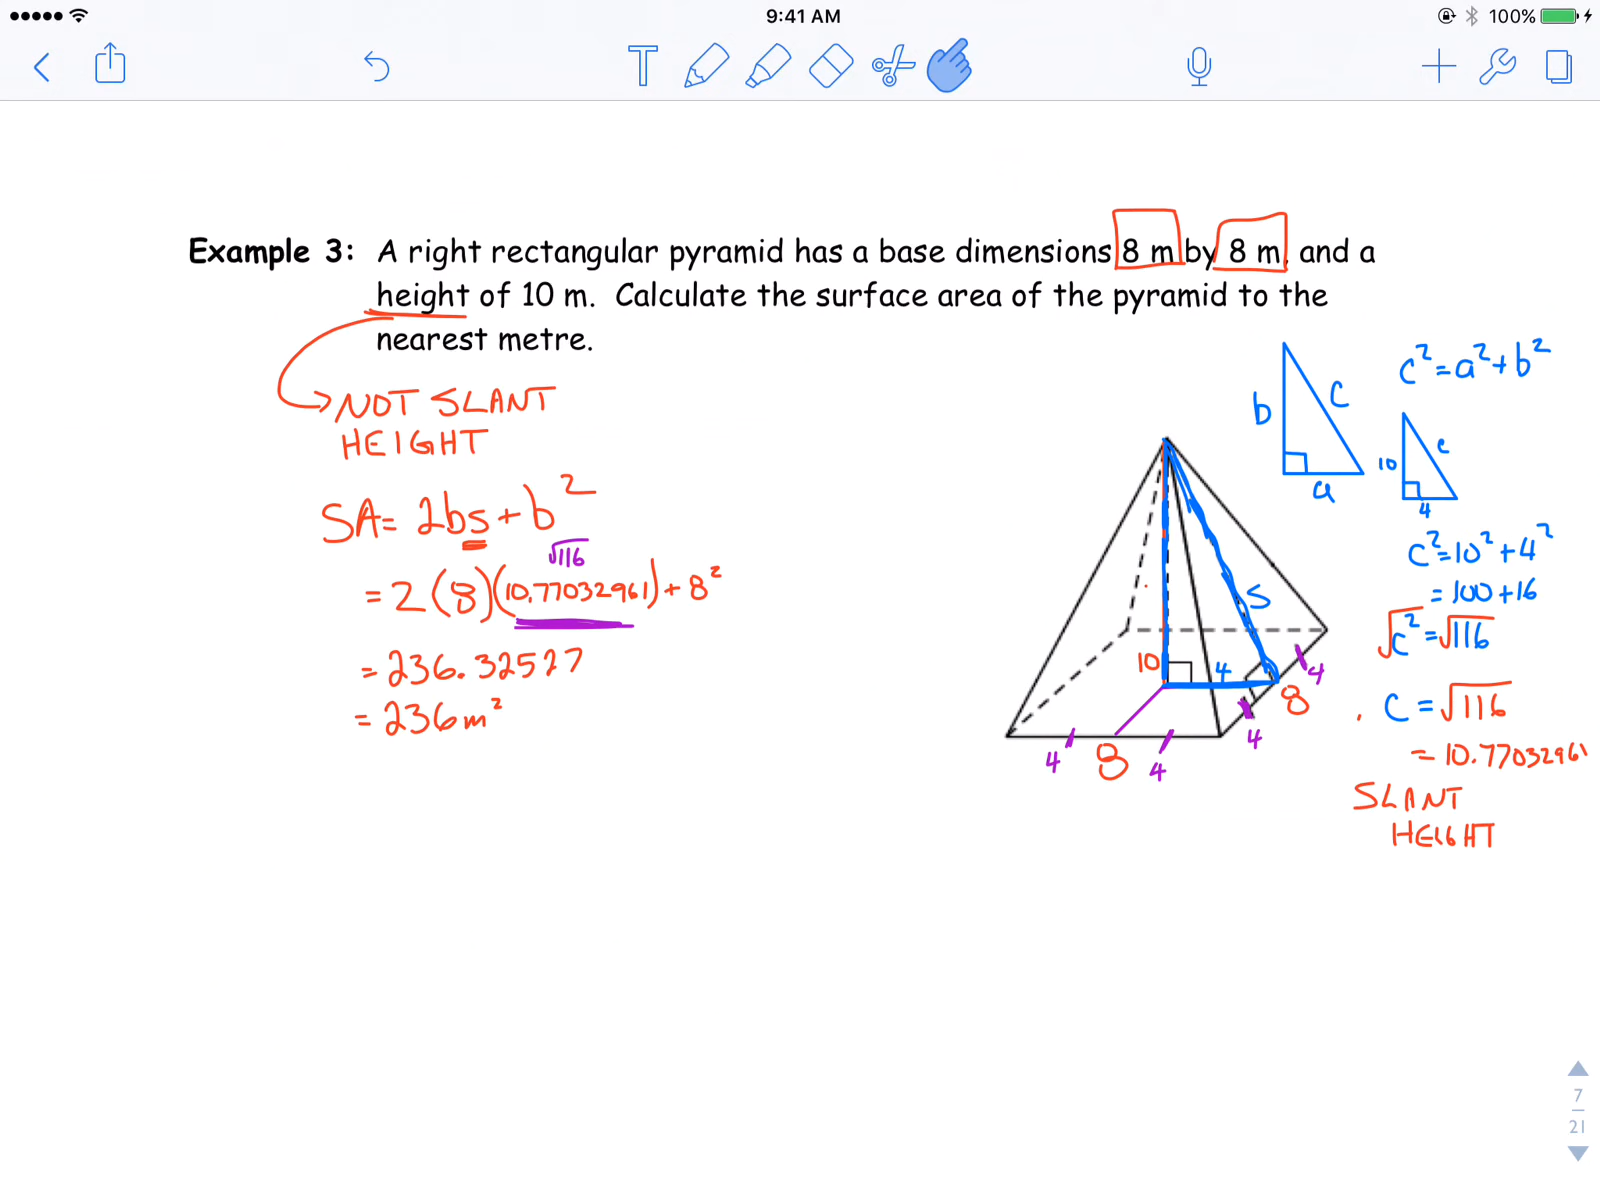 9:41 AM
100%
T
Example 3: A right rectangular pyramid has a base dimensions 8 m by 8 m, and a
height of 10 m. Calculate the surface area of the pyramid to the
nearest metre.
NOT SLANT
HEIGHT
SA= 2bs+b²
√116
= 2(8)(10.77032961)+8²
= 236.32527
= 236m²
b
c
a
c²=a²+b²
10
c
4
c²=10²+4²
= 100+16
√c²=√116
c=√116
= 10.77032961
SLANT
HEIGHT
S
10
4
4
8
4
4
8
4
7
21